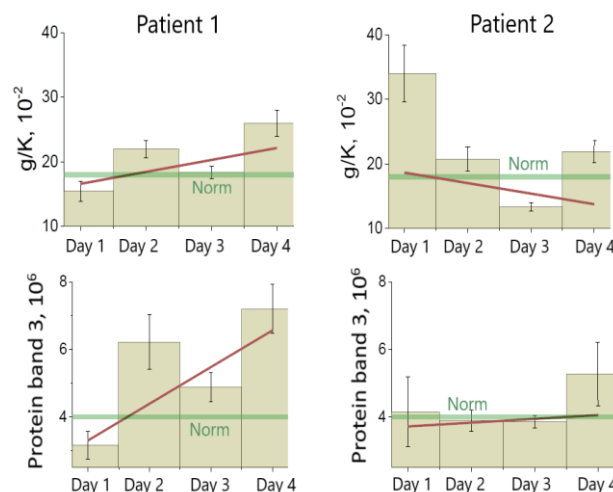 Patient 1
g/K, 10⁻²
40
30
20
10
Norm
Day 1 Day 2 Day 3 Day 4
Patient 2
g/K, 10⁻²
40
30
20
10
Norm
Day 1 Day 2 Day 3 Day 4
Protein band 3, 10⁶
8
6
4
Norm
Day 1 Day 2 Day 3 Day 4
Protein band 3, 10⁶
8
6
4
Norm
Day 1 Day 2 Day 3 Day 4